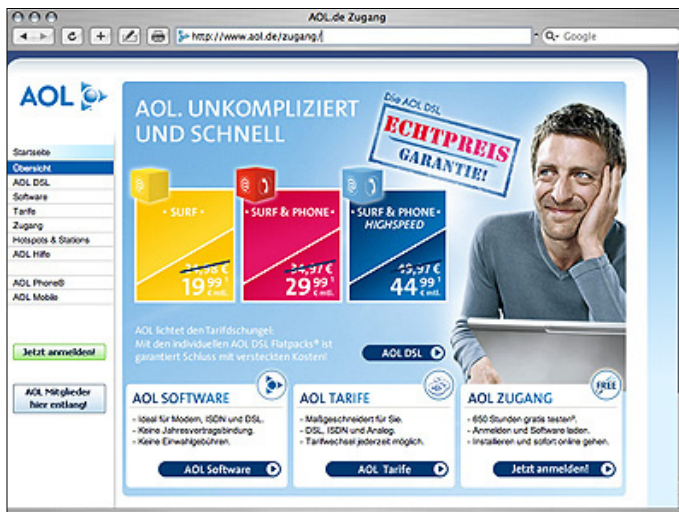 AOL.de Zugang
http://www.aol.de/zugang/
Google
AOL
Startseite
Übersicht
AOL DSL
Software
Tarife
Zugang
Hotspots & Stations
AOL Hilfe
AOL Phone®
AOL Mobile
Jetzt anmelden!
AOL Mitglieder
hier entlang!
AOL. UNKOMPLIZIERT
UND SCHNELL
Die AOL DSL
ECHTPREIS
GARANTIE!
• SURF •
24,98 €
19 99 1
€ mtl.
• SURF & PHONE •
34,97 €
29 99 1
€ mtl.
• SURF & PHONE •
HIGHSPEED
49,97 €
44 99 1
€ mtl.
AOL lichtet den Tarifdschungel:
Mit den individuellen AOL DSL Flatpacks® ist
garantiert Schluss mit versteckten Kosten!
AOL DSL
AOL SOFTWARE
- Ideal für Modem, ISDN und DSL.
- Keine Jahresvertragsbindung.
- Keine Einwahlgebühren.
AOL Software
AOL TARIFE
- Maßgeschneidert für Sie.
- DSL, ISDN und Analog.
- Tarifwechsel jederzeit möglich.
AOL Tarife
FREE
AOL ZUGANG
- 650 Stunden gratis testen
- Anmelden und Software laden.
- Installieren und sofort online gehen.
Jetzt anmelden!